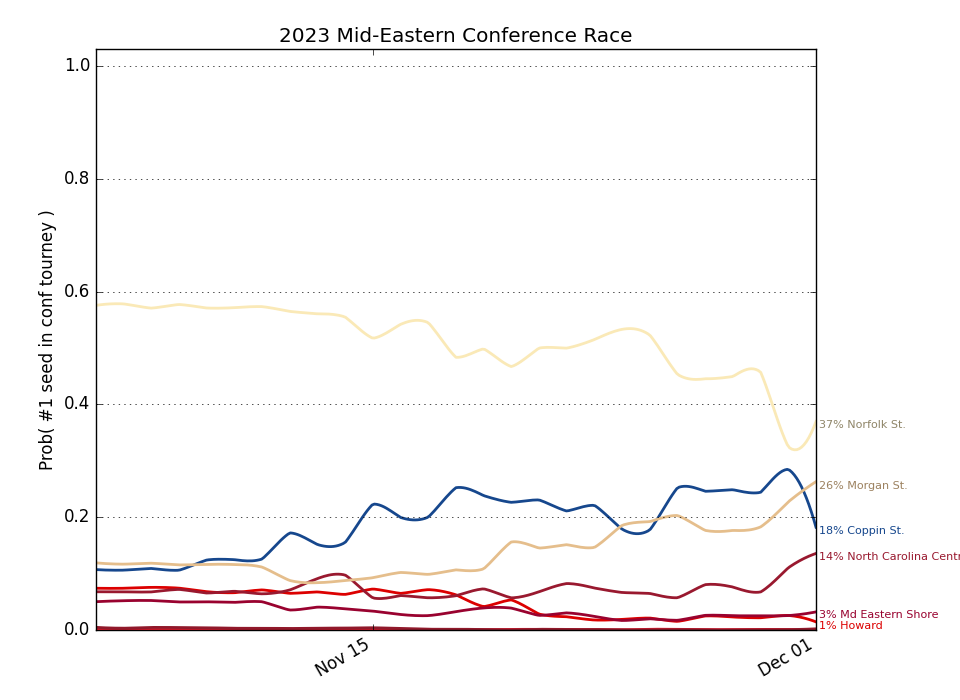 2023 Mid-Eastern Conference Race
1.0
0.8
0.6
0.4
0.2
0.0
Prob( #1 seed in conf tourney )
Nov 15
Dec 01
37% Norfolk St.
26% Morgan St.
18% Coppin St.
14% North Carolina Centr
3% Md Eastern Shore
1% Howard